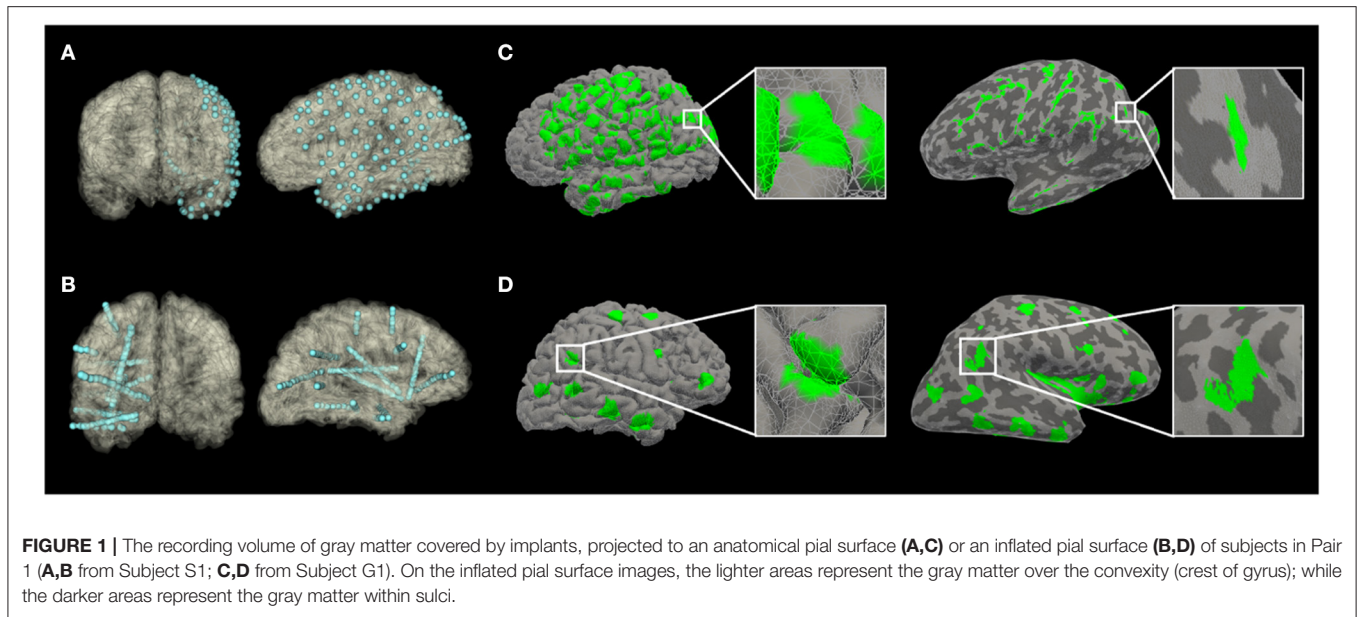 A
C
B
D
FIGURE 1 | The recording volume of gray matter covered by implants, projected to an anatomical pial surface (A,C) or an inflated pial surface (B,D) of subjects in Pair
1 (A,B from Subject S1; C,D from Subject G1). On the inflated pial surface images, the lighter areas represent the gray matter over the convexity (crest of gyrus); while
the darker areas represent the gray matter within sulci.